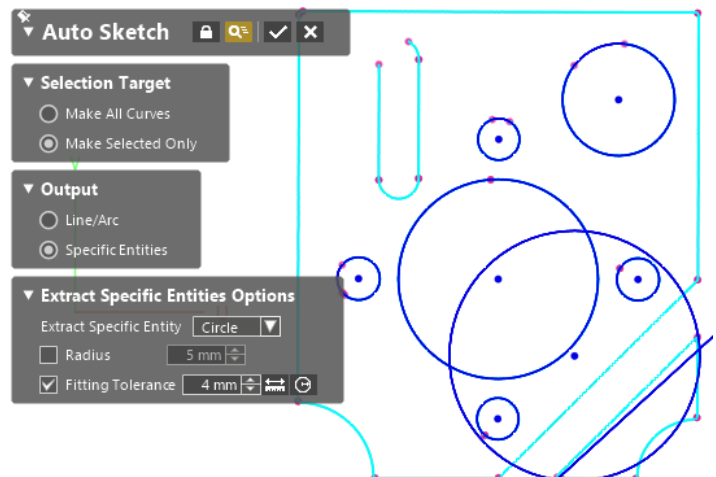 Auto Sketch
Selection Target
Make All Curves
Make Selected Only
Output
Line/Arc
Specific Entities
Extract Specific Entities Options
Extract Specific Entity Circle
Radius 5 mm
Fitting Tolerance 4 mm